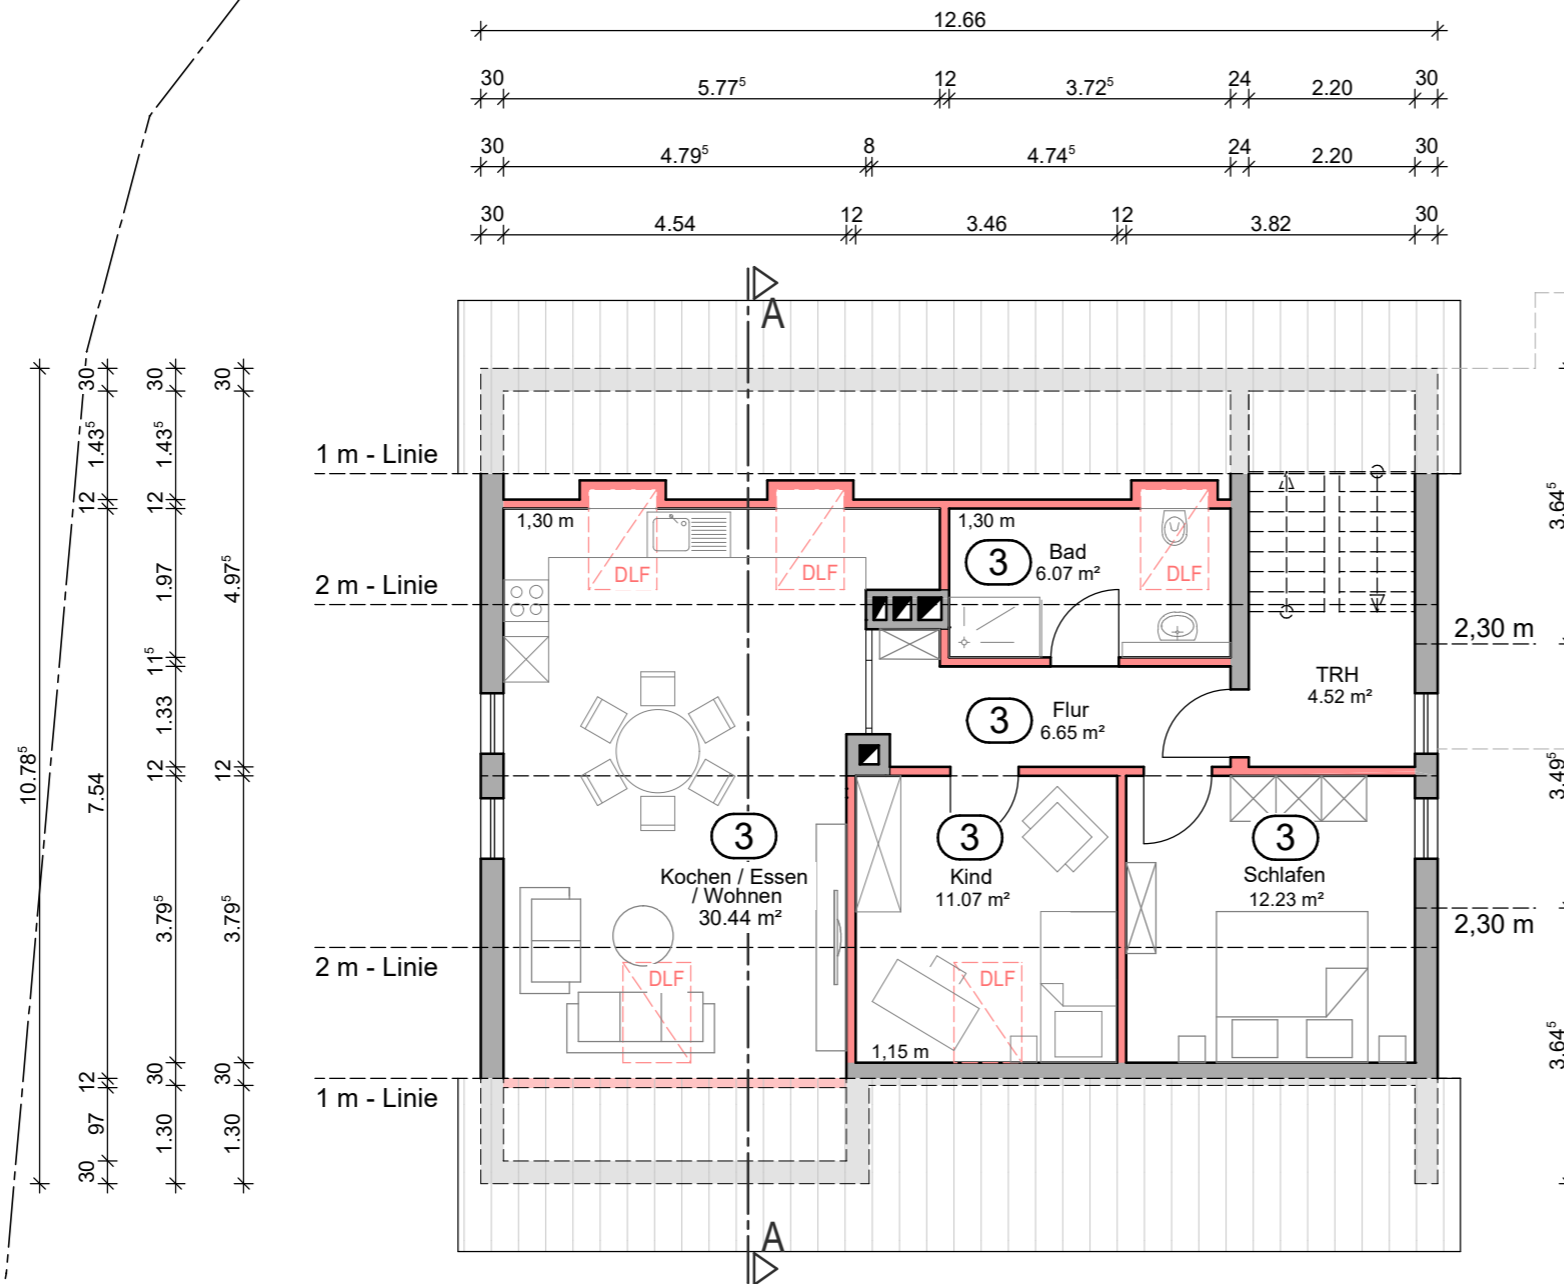 12.66
30 5.77⁵ 12 3.72⁵ 24 2.20 30
30 4.79⁵ 8 4.74⁵ 24 2.20 30
30 4.54 12 3.46 12 3.82 30
A
30 30 30
1.43⁵ 1.43⁵
1 m - Linie
12 12
1,30 m
1,30 m
3.64⁵
3
Bad
6.07 m²
DLF
DLF
DLF
1.97
4.97⁵
2 m - Linie
2,30 m
11⁵
TRH
4.52 m²
1.33
3
Flur
6.65 m²
10.78⁵
7.54
12
12
3.49⁵
3
Kochen / Essen
/ Wohnen
30.44 m²
3
Kind
11.07 m²
3
Schlafen
12.23 m²
3.79⁵
3.79⁵
2,30 m
2 m - Linie
DLF
DLF
1,15 m
3.64⁵
12 30 30
1 m - Linie
97 1.30 1.30
30
A